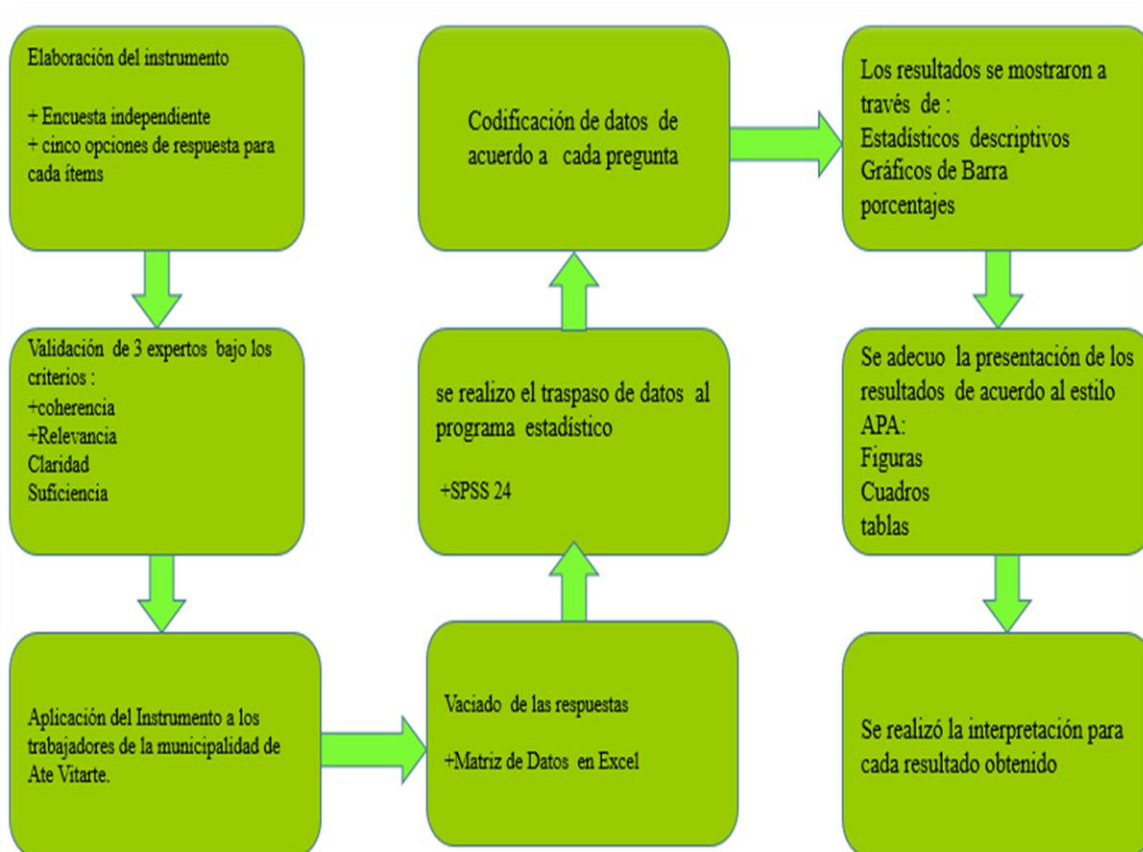 Elaboración del instrumento
+ Encuesta independiente
+ cinco opciones de respuesta para
cada ítems
Validación de 3 expertos bajo los
criterios :
+coherencia
+Relevancia
Claridad
Suficiencia
Aplicación del Instrumento a los
trabajadores de la municipalidad de
Ate Vitarte.
Vaciado de las respuestas
+Matriz de Datos en Excel
se realizo el traspaso de datos al
programa estadístico
+SPSS 24
Codificación de datos de
acuerdo a cada pregunta
Los resultados se mostraron a
través de :
Estadísticos descriptivos
Gráficos de Barra
porcentajes
Se adecuo la presentación de los
resultados de acuerdo al estilo
APA:
Figuras
Cuadros
tablas
Se realizó la interpretación para
cada resultado obtenido